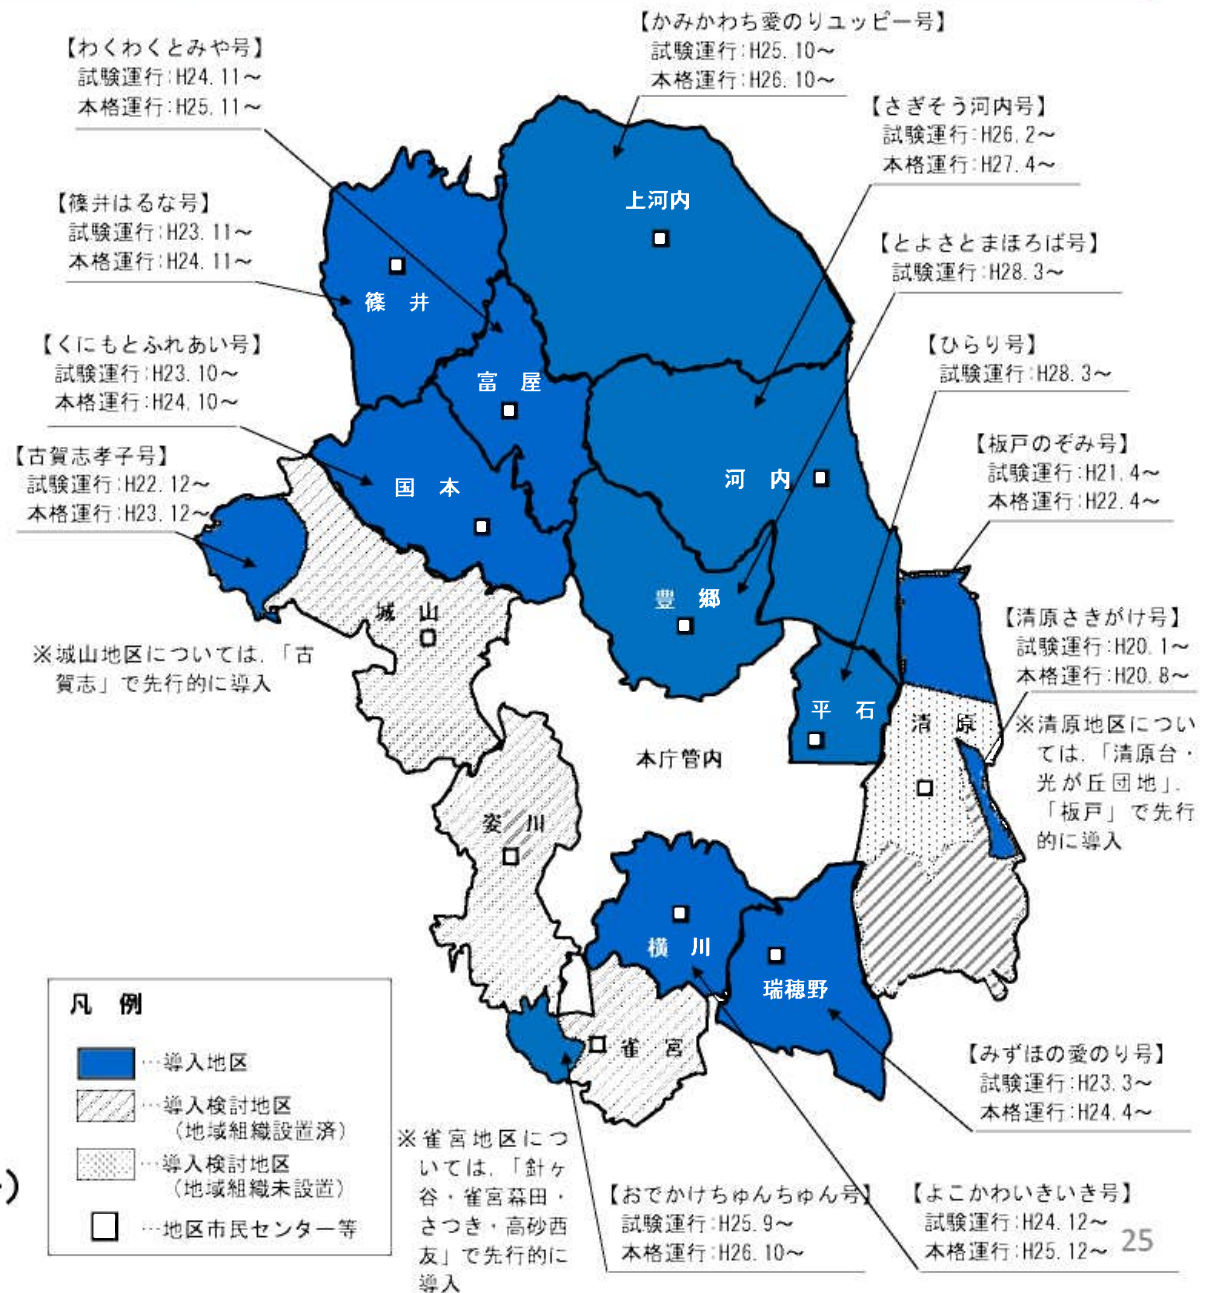 【わくわくとみや号】
試験運行：H24.11～
本格運行：H25.11～
【かみかわち愛のりユッピー号】
試験運行：H25.10～
本格運行：H26.10～
【さぎそう河内号】
試験運行：H26.2～
本格運行：H27.4～
【篠井はるな号】
試験運行：H23.11～
本格運行：H24.11～
【とよさとまほろば号】
試験運行：H28.3～
【くにもとふれあい号】
試験運行：H23.10～
本格運行：H24.10～
【ひらり号】
試験運行：H28.3～
【古賀志孝子号】
試験運行：H22.12～
本格運行：H23.12～
【板戸のぞみ号】
試験運行：H21.4～
本格運行：H22.4～
【清原さきがけ号】
試験運行：H20.1～
本格運行：H20.8～
※城山地区については、「古
賀志」で先行的に導入
※清原地区につい
ては、「清原台・
光が丘団地」、
「板戸」で先行
的に導入
上河内
篠 井
富 屋
国 本
河 内
城 山
豊 郷
平 石
清 原
本庁管内
姿 川
横 川
瑞穂野
雀 宮
凡 例
…導入地区
…導入検討地区
（地域組織設置済）
…導入検討地区
（地域組織未設置）
…地区市民センター等
)
※雀宮地区につ
いては、「針ヶ
谷・雀宮幕田・
さつき・高砂西
友」で先行的に
導入
【みずほの愛のり号】
試験運行：H23.3～
本格運行：H24.4～
【おでかけちゅんちゅん号】
試験運行：H25.9～
本格運行：H26.10～
【よこかわいきいき号】
試験運行：H24.12～
本格運行：H25.12～
25